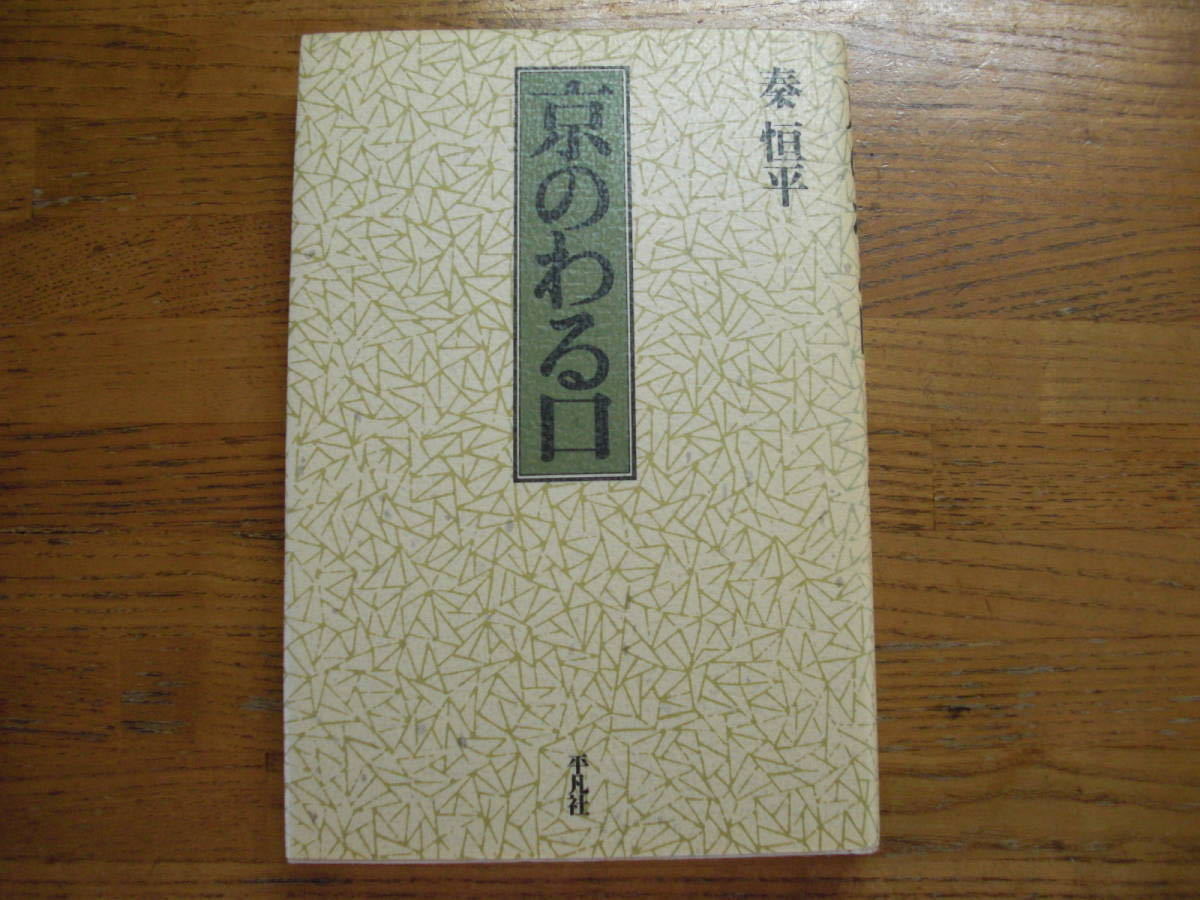 秦 恒平
京のわる口
平凡社